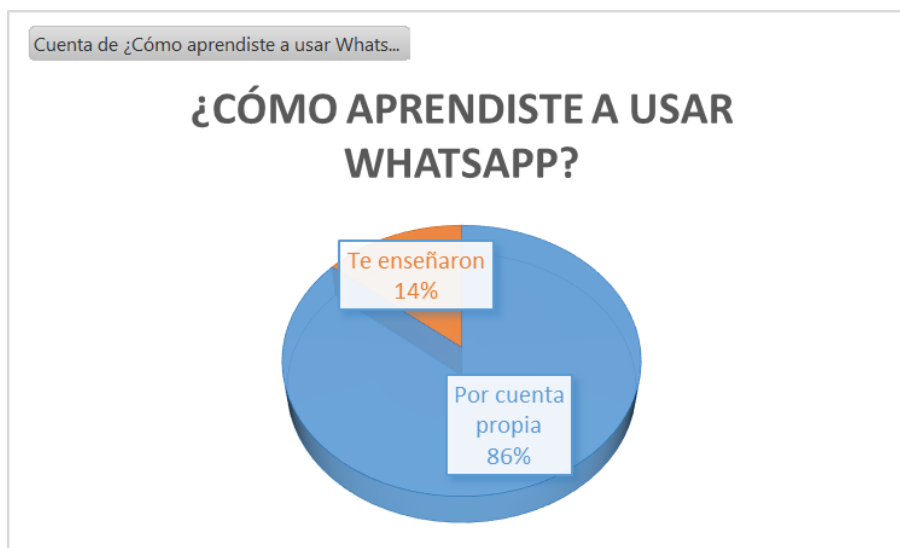 Cuenta de ¿Cómo aprendiste a usar Whats...
¿CÓMO APRENDISTE A USAR
WHATSAPP?
Te enseñaron
14%
Por cuenta
propia
86%